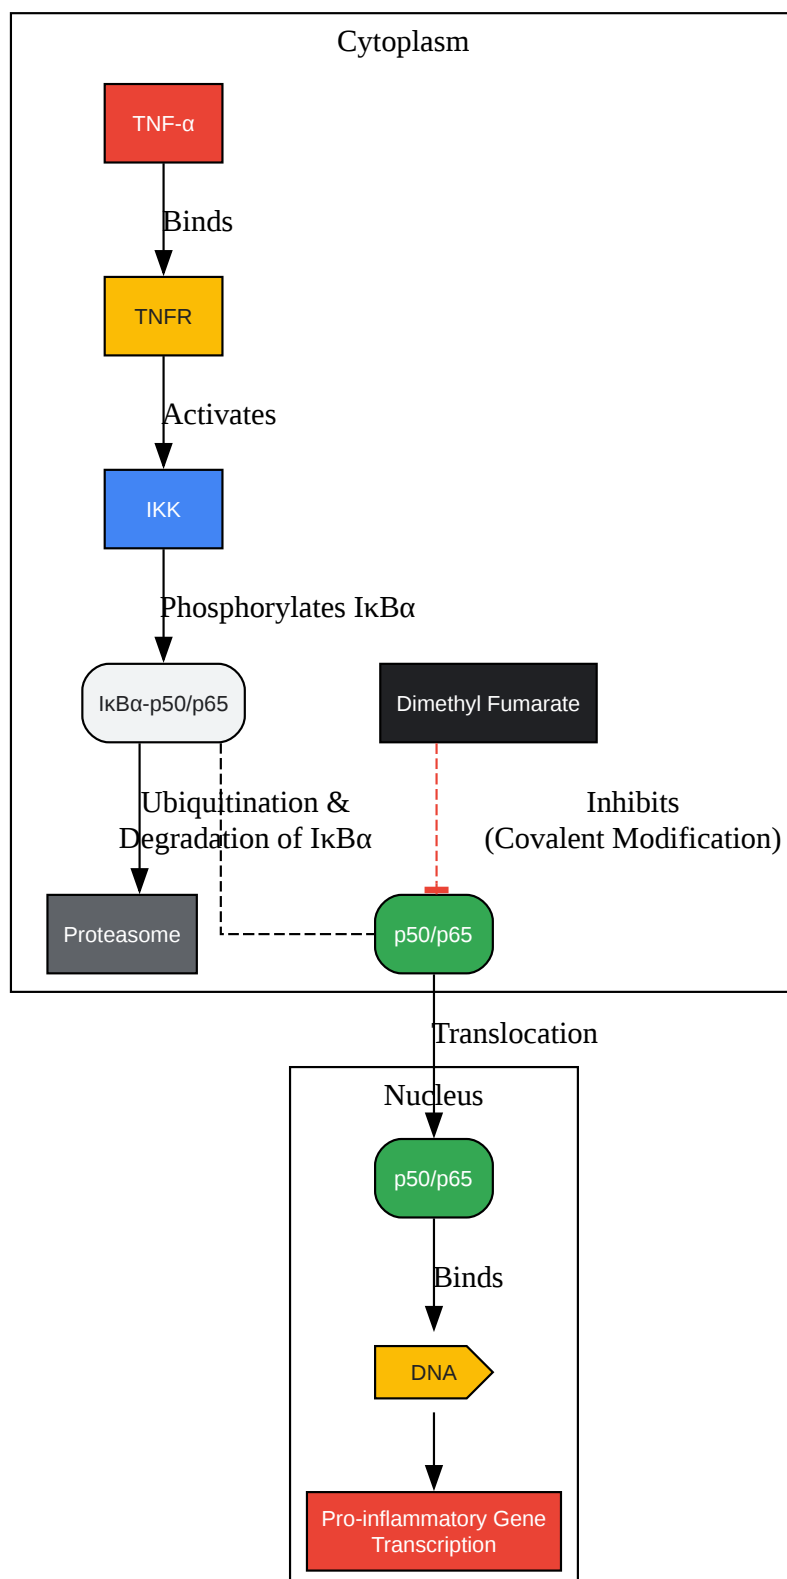 Cytoplasm
TNF-α
Binds
TNFR
Activates
IKK
Phosphorylates IκBα
IκBα-p50/p65
Dimethyl Fumarate
Ubiquitination &
Degradation of IκBα
Inhibits
(Covalent Modification)
Proteasome
p50/p65
Translocation
Nucleus
p50/p65
Binds
DNA
Pro-inflammatory Gene
Transcription